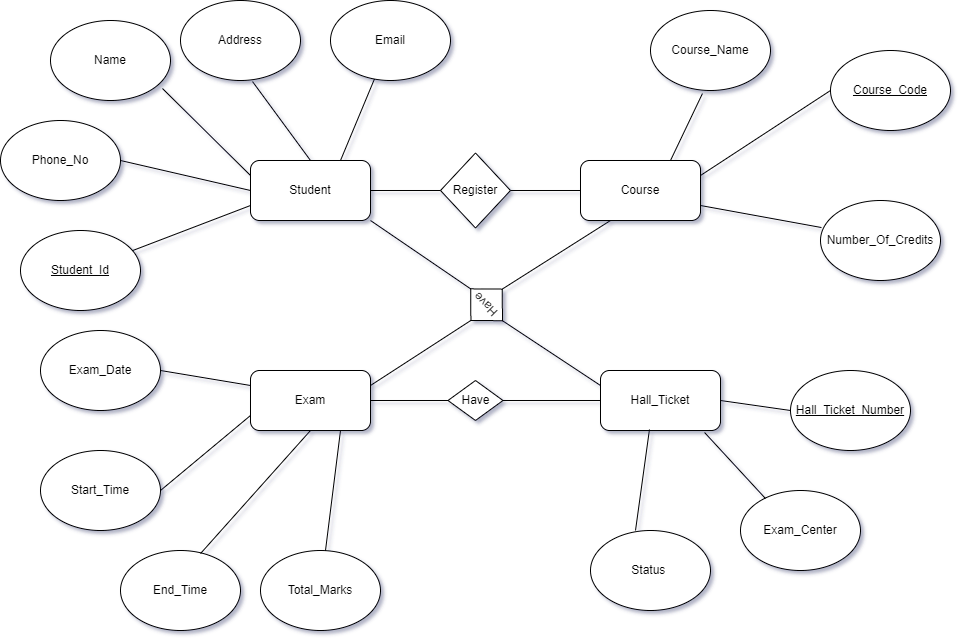 Name
Address
Email
Course_Name
Course_Code
Phone_No
Student
Register
Course
Student_Id
Number_Of_Credits
Have
Exam_Date
Exam
Have
Hall_Ticket
Hall_Ticket_Number
Start_Time
Exam_Center
End_Time
Total_Marks
Status